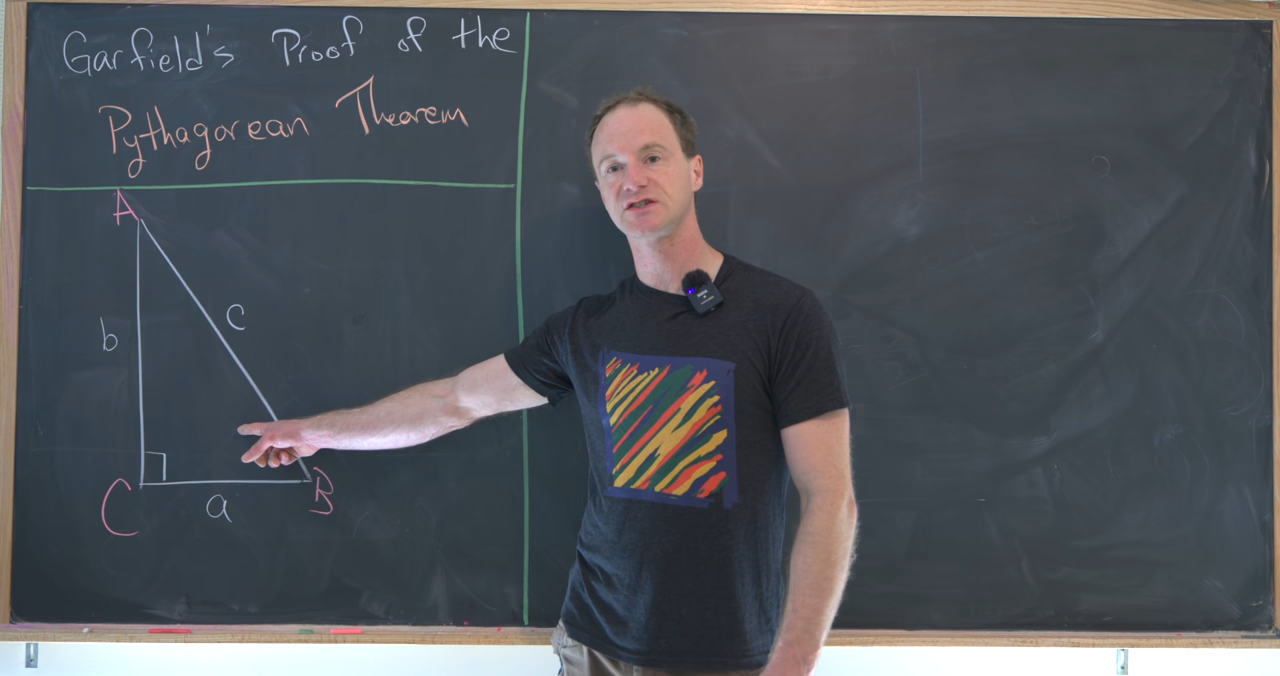 Garfield's Proof of the
Pythagorean Theorem
A
b
c
C
a
B